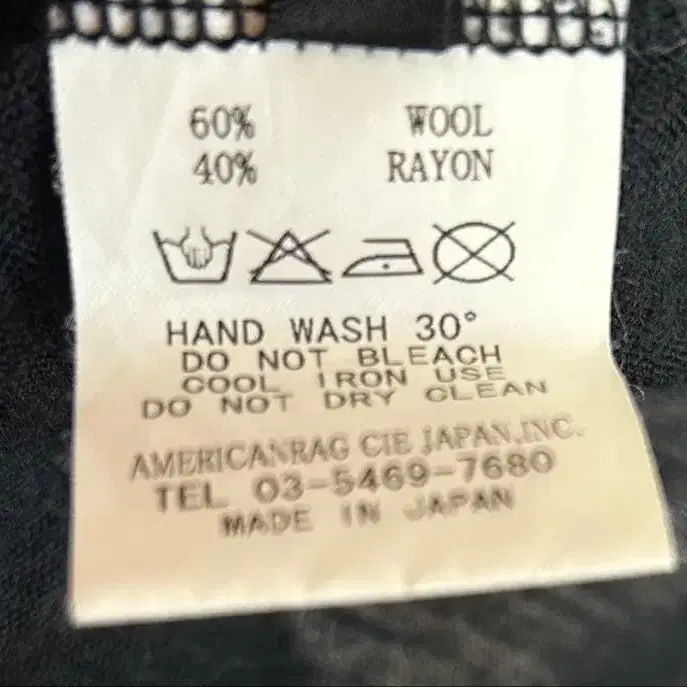 60% WOOL
40% RAYON
HAND WASH 30°
DO NOT BLEACH
COOL IRON USE
DO NOT DRY CLEAN
AMERICANRAG CIE JAPAN,INC.
TEL 03-5469-7680
MADE IN JAPAN